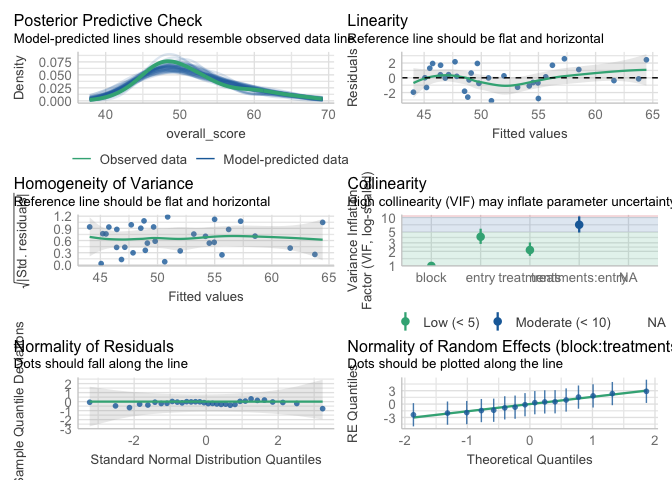 Posterior Predictive Check
Model-predicted lines should resemble observed data line
Density
0.075
0.050
0.025
0.000
40
50
60
70
overall_score
Observed data
Model-predicted data
Linearity
Reference line should be flat and horizontal
Residuals
2
0
-2
45
50
55
60
65
Fitted values
Homogeneity of Variance
Reference line should be flat and horizontal
√|Std. residuals|
1.2
0.9
0.6
0.3
0.0
45
50
55
60
65
Fitted values
Collinearity
High collinearity (VIF) may inflate parameter uncertainty
Variance Inflation
Factor (VIF, log-scaled)
10
5
3
2
1
block
entry
treatments
treatments:entry
NA
Low (< 5)
Moderate (< 10)
NA
Normality of Residuals
Dots should fall along the line
Sample Quantile Deviations
2
1
0
-1
-2
-3
-2
0
2
Standard Normal Distribution Quantiles
Normality of Random Effects (block:treatments
Dots should be plotted along the line
RE Quantiles
3
0
-3
-2
-1
0
1
2
Theoretical Quantiles